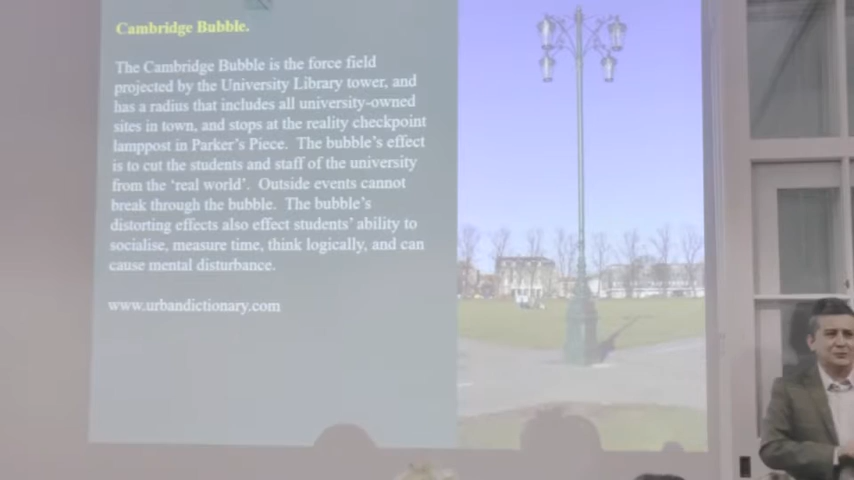 Cambridge Bubble.
The Cambridge Bubble is the force field
projected by the University Library tower, and
has a radius that includes all university-owned
sites in town, and stops at the reality checkpoint
lamppost in Parker's Piece. The bubble's effect
is to cut the students and staff of the university
from the 'real world'. Outside events cannot
break through the bubble. The bubble's
distorting effects also effect students' ability to
socialise, measure time, think logically, and can
cause mental disturbance.
www.urbandictionary.com